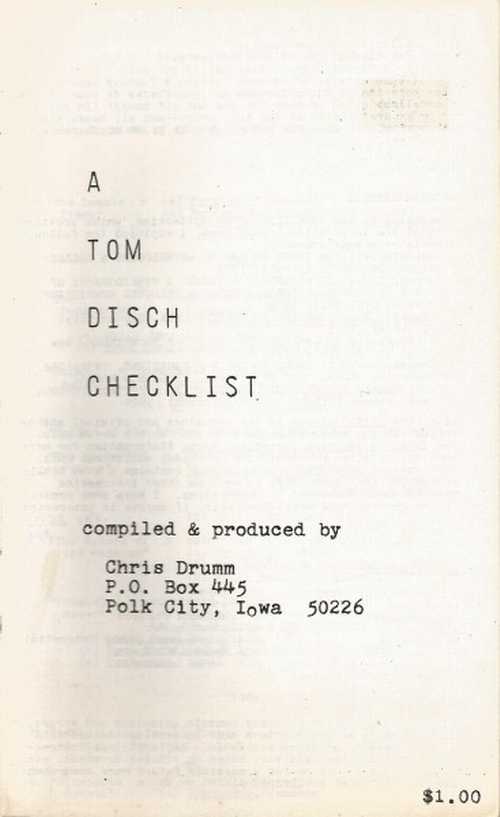 A
TOM
DISCH
CHECKLIST
compiled & produced by
Chris Drumm
P.O. Box 445
Polk City, Iowa 50226
$1.00